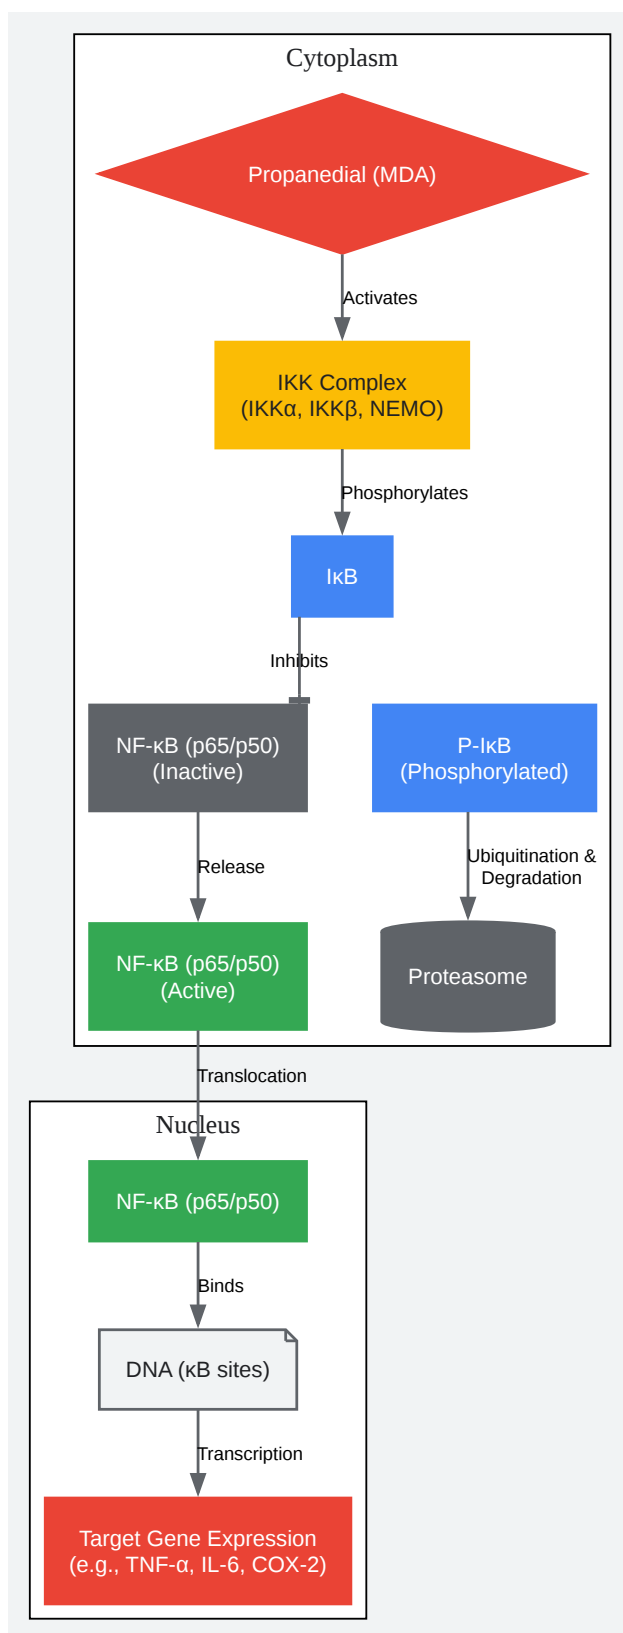 Cytoplasm
Propanedial (MDA)
Activates
IKK Complex
(IKKα, IKKβ, NEMO)
Phosphorylates
IκB
Inhibits
NF-κB (p65/p50)
(Inactive)
P-IκB
(Phosphorylated)
Release
Ubiquitination &
Degradation
NF-κB (p65/p50)
(Active)
Proteasome
Translocation
Nucleus
NF-κB (p65/p50)
Binds
DNA (κB sites)
Transcription
Target Gene Expression
(e.g., TNF-α, IL-6, COX-2)